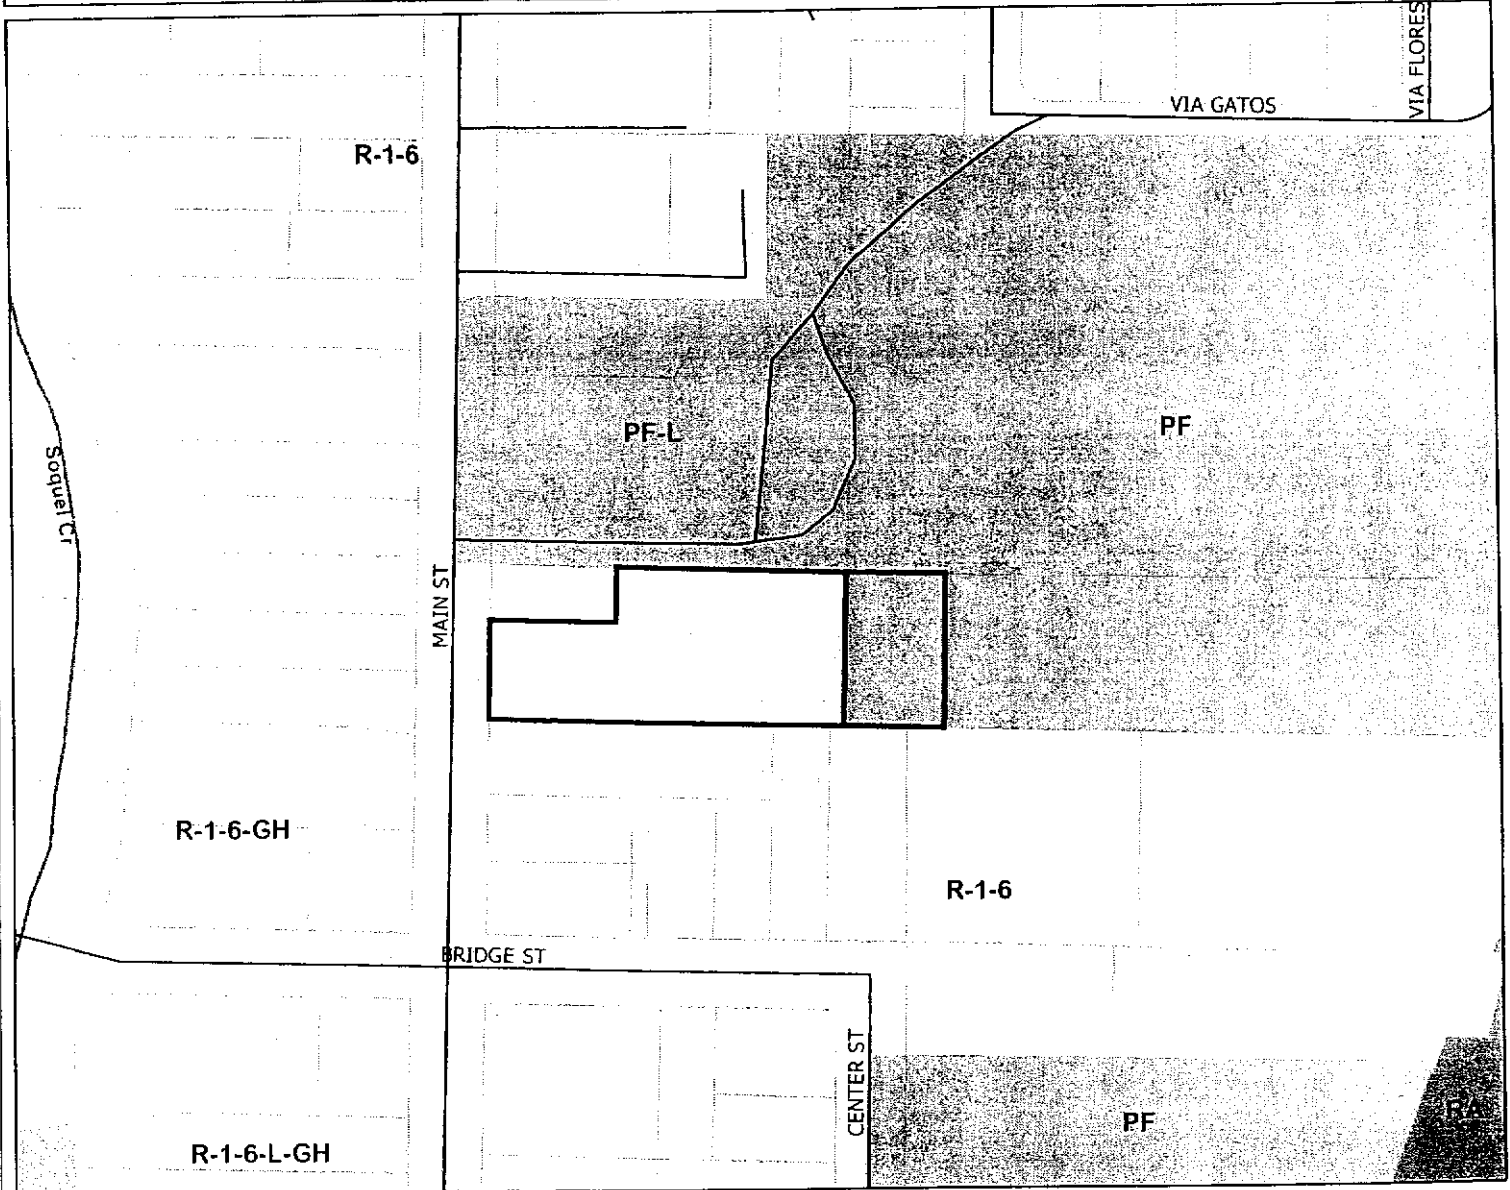 VIA FLORES
VIA GATOS
R-1-6
PF-L
PF
Soquel Cr
MAIN ST
R-1-6-GH
R-1-6
BRIDGE ST
CENTER ST
PF
RA
R-1-6-L-GH